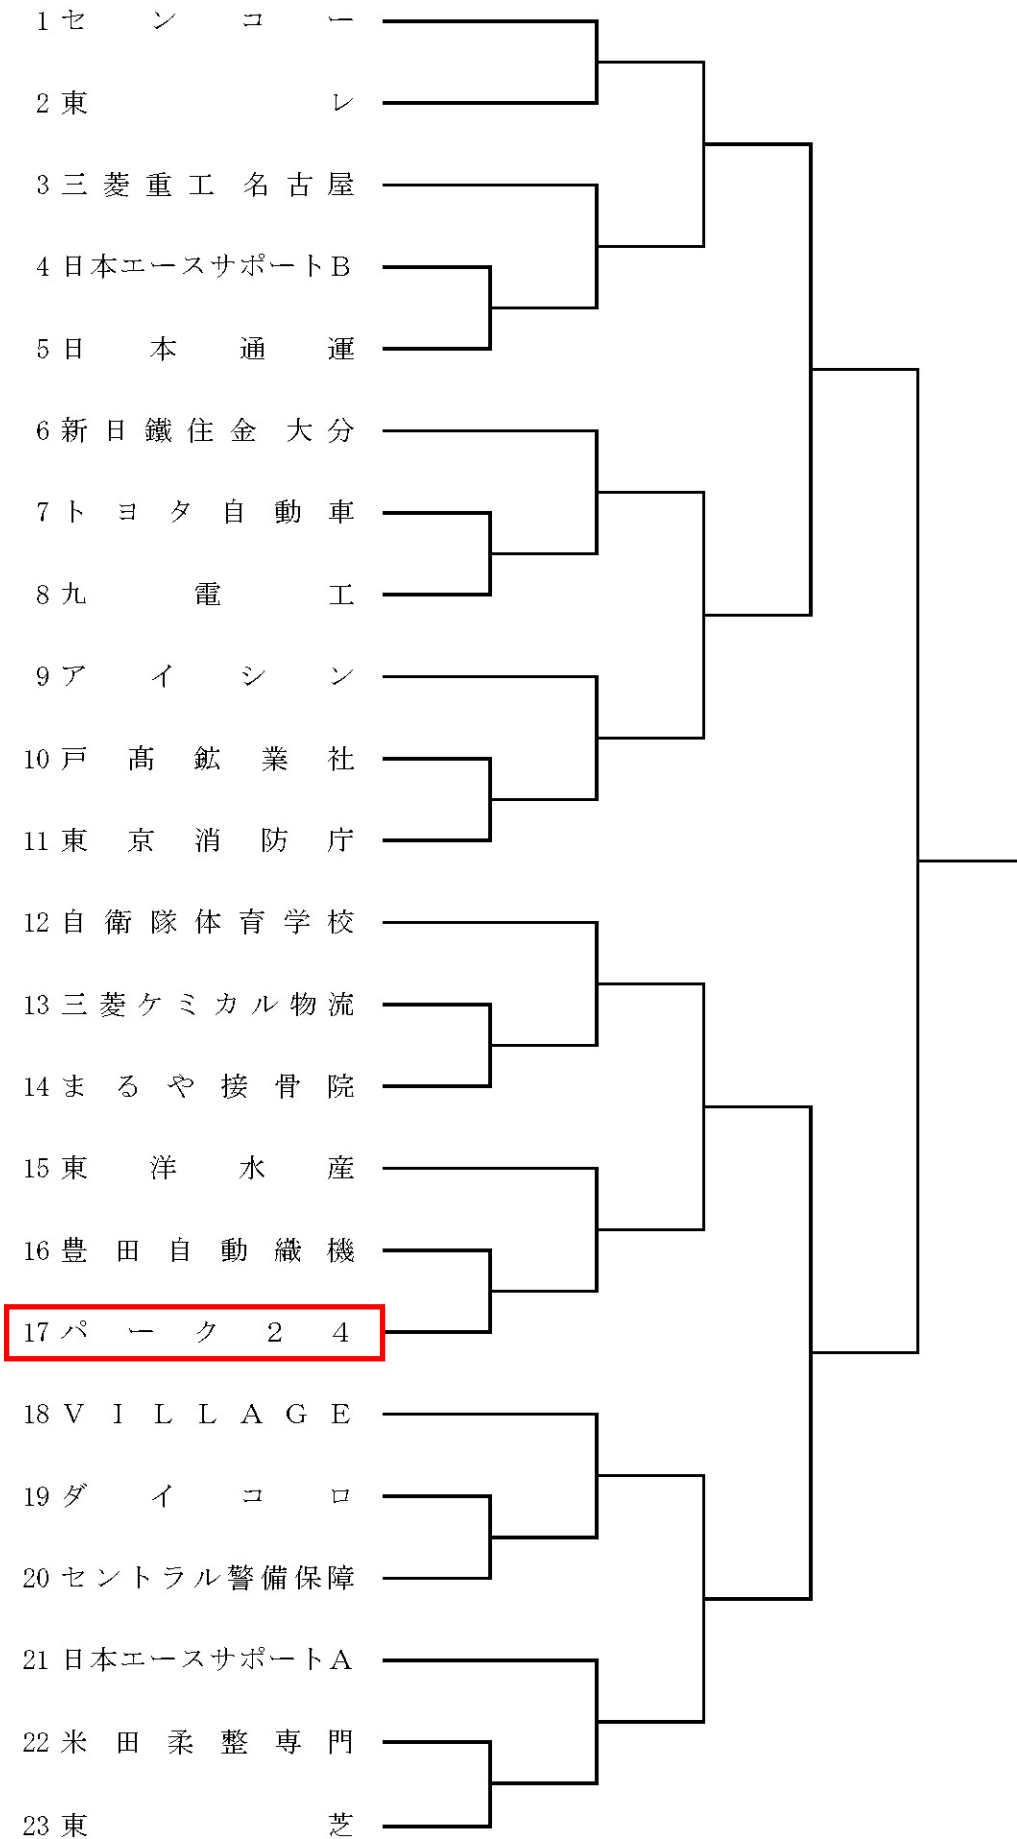 1 センコー
2 東レ
3 三菱重工名古屋
4 日本エースサポートB
5 日本通運
6 新日鐵住金大分
7 トヨタ自動車
8 九電工
9 アイシン
10 戸髙鉱業社
11 東京消防庁
12 自衛隊体育学校
13 三菱ケミカル物流
14 まるや接骨院
15 東洋水産
16 豊田自動織機
17 パーク24
18 VILLAGE
19 ダイコロ
20 セントラル警備保障
21 日本エースサポートA
22 米田柔整専門
23 東芝